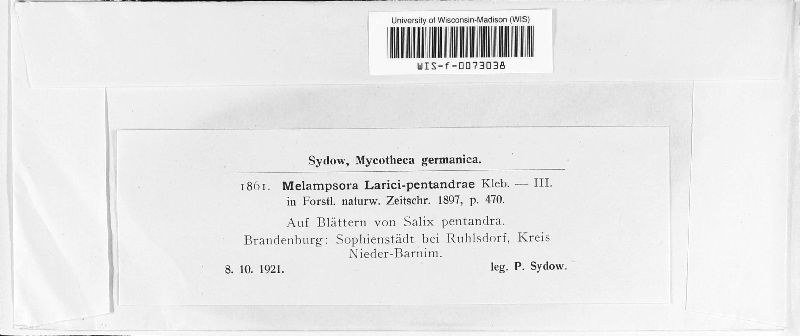 University of Wisconsin-Madison (WIS)
WIS-f-0073038
Sydow, Mycotheca germanica.
1861. Melampsora Larici-pentandrae Kleb. — III.
in Forstl. naturw. Zeitschr. 1897, p. 470.
Auf Blättern von Salix pentandra.
Brandenburg: Sophienstädt bei Ruhlsdorf, Kreis
Nieder-Barnim.
8. 10. 1921. leg. P. Sydow.